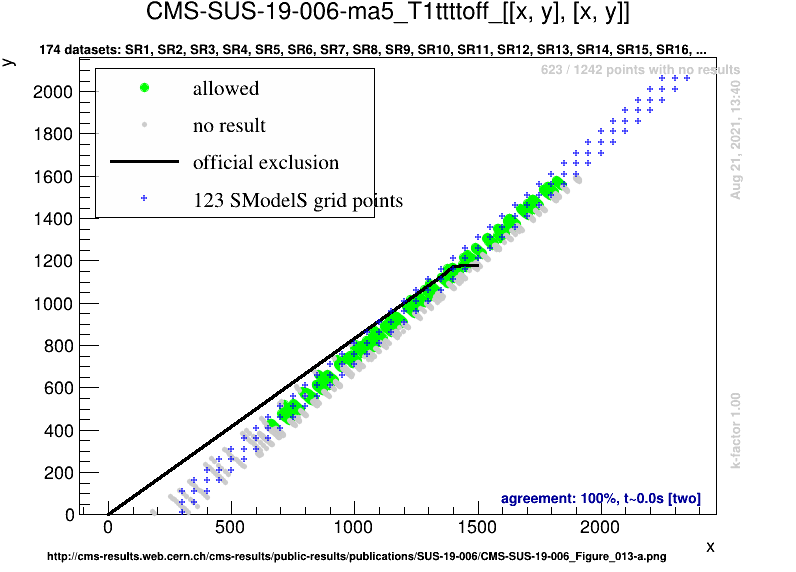 CMS-SUS-19-006-ma5_T1ttttoff_[[x, y], [x, y]]
174 datasets: SR1, SR2, SR3, SR4, SR5, SR6, SR7, SR8, SR9, SR10, SR11, SR12, SR13, SR14, SR15, SR16, ...
y
623 / 1242 points with no results
allowed
no result
official exclusion
123 SModelS grid points
Aug 21, 2021, 13:40
k-factor 1.00
2000
1800
1600
1400
1200
1000
800
600
400
200
0
agreement: 100%, t~0.0s [two]
0 500 1000 1500 2000
x
http://cms-results.web.cern.ch/cms-results/public-results/publications/SUS-19-006/CMS-SUS-19-006_Figure_013-a.png